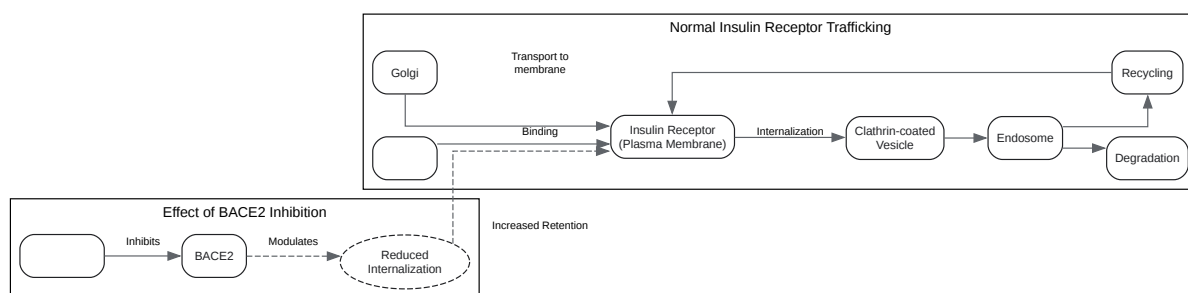 Normal Insulin Receptor Trafficking
Golgi
Transport to
membrane
Recycling
Binding
Insulin Receptor
(Plasma Membrane)
Internalization
Clathrin-coated
Vesicle
Endosome
Degradation
Effect of BACE2 Inhibition
Increased Retention
Inhibits
BACE2
Modulates
Reduced
Internalization